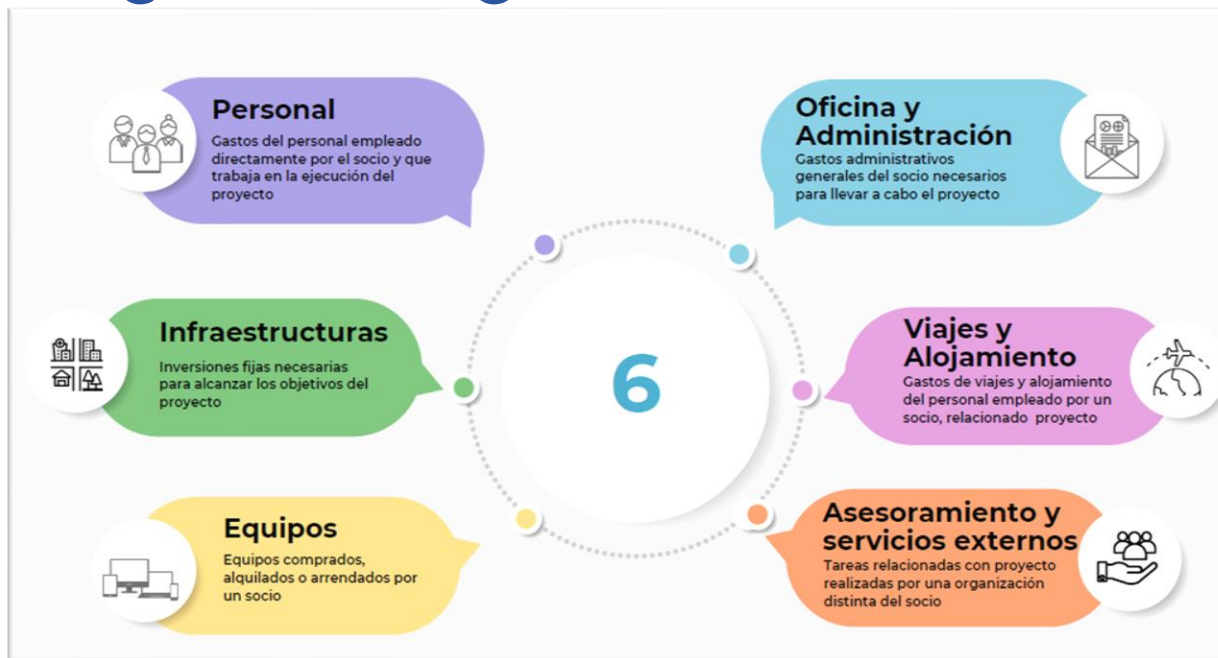 Personal
Gastos del personal empleado
directamente por el socio y que
trabaja en la ejecución del
proyecto
Oficina y
Administración
Gastos administrativos
generales del socio necesarios
para llevar a cabo el proyecto
Infraestructuras
Inversiones fijas necesarias
para alcanzar los objetivos del
proyecto
6
Viajes y
Alojamiento
Gastos de viajes y alojamiento
del personal empleado por un
socio, relacionado proyecto
Equipos
Equipos comprados,
alquilados o arrendados por
un socio
Asesoramiento y
servicios externos
Tareas relacionadas con proyecto
realizadas por una organización
distinta del socio